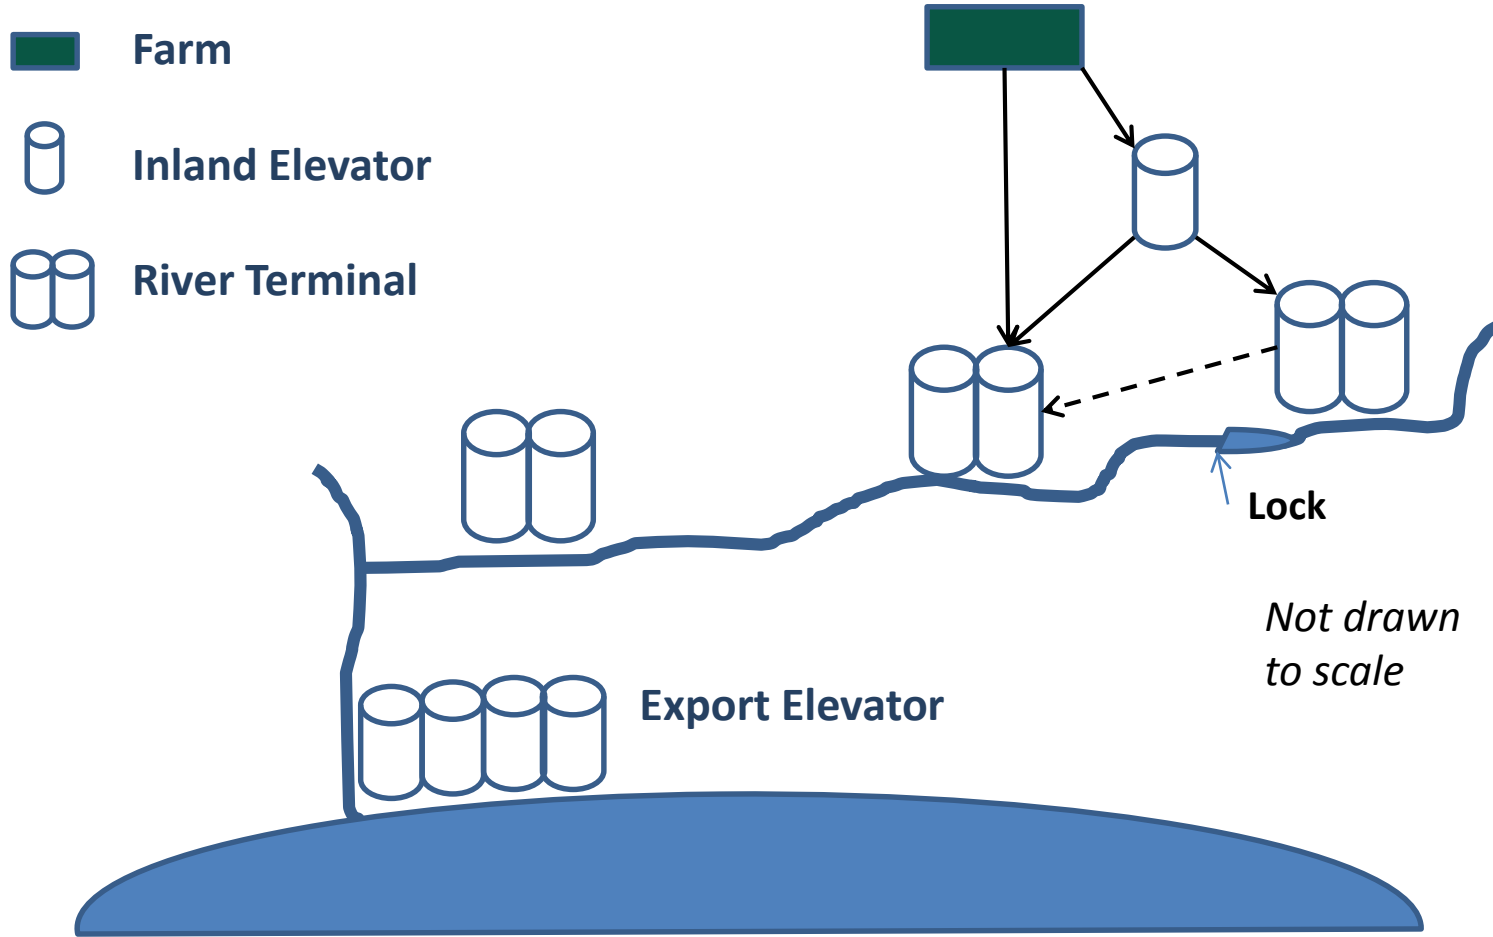 Farm
Inland Elevator
River Terminal
Lock
Not drawn
to scale
Export Elevator